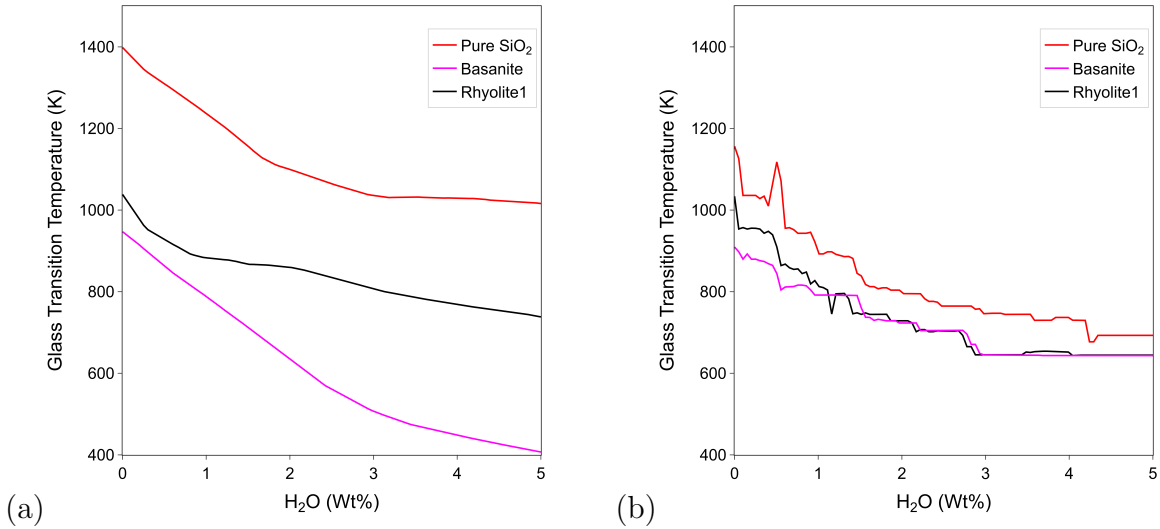 1400
1200
1000
800
600
400
Glass Transition Temperature (K)
0 1 2 3 4 5
H₂O (Wt%)
Pure SiO₂
Basanite
Rhyolite1
(a)
1400
1200
1000
800
600
400
Glass Transition Temperature (K)
0 1 2 3 4 5
H₂O (Wt%)
Pure SiO₂
Basanite
Rhyolite1
(b)